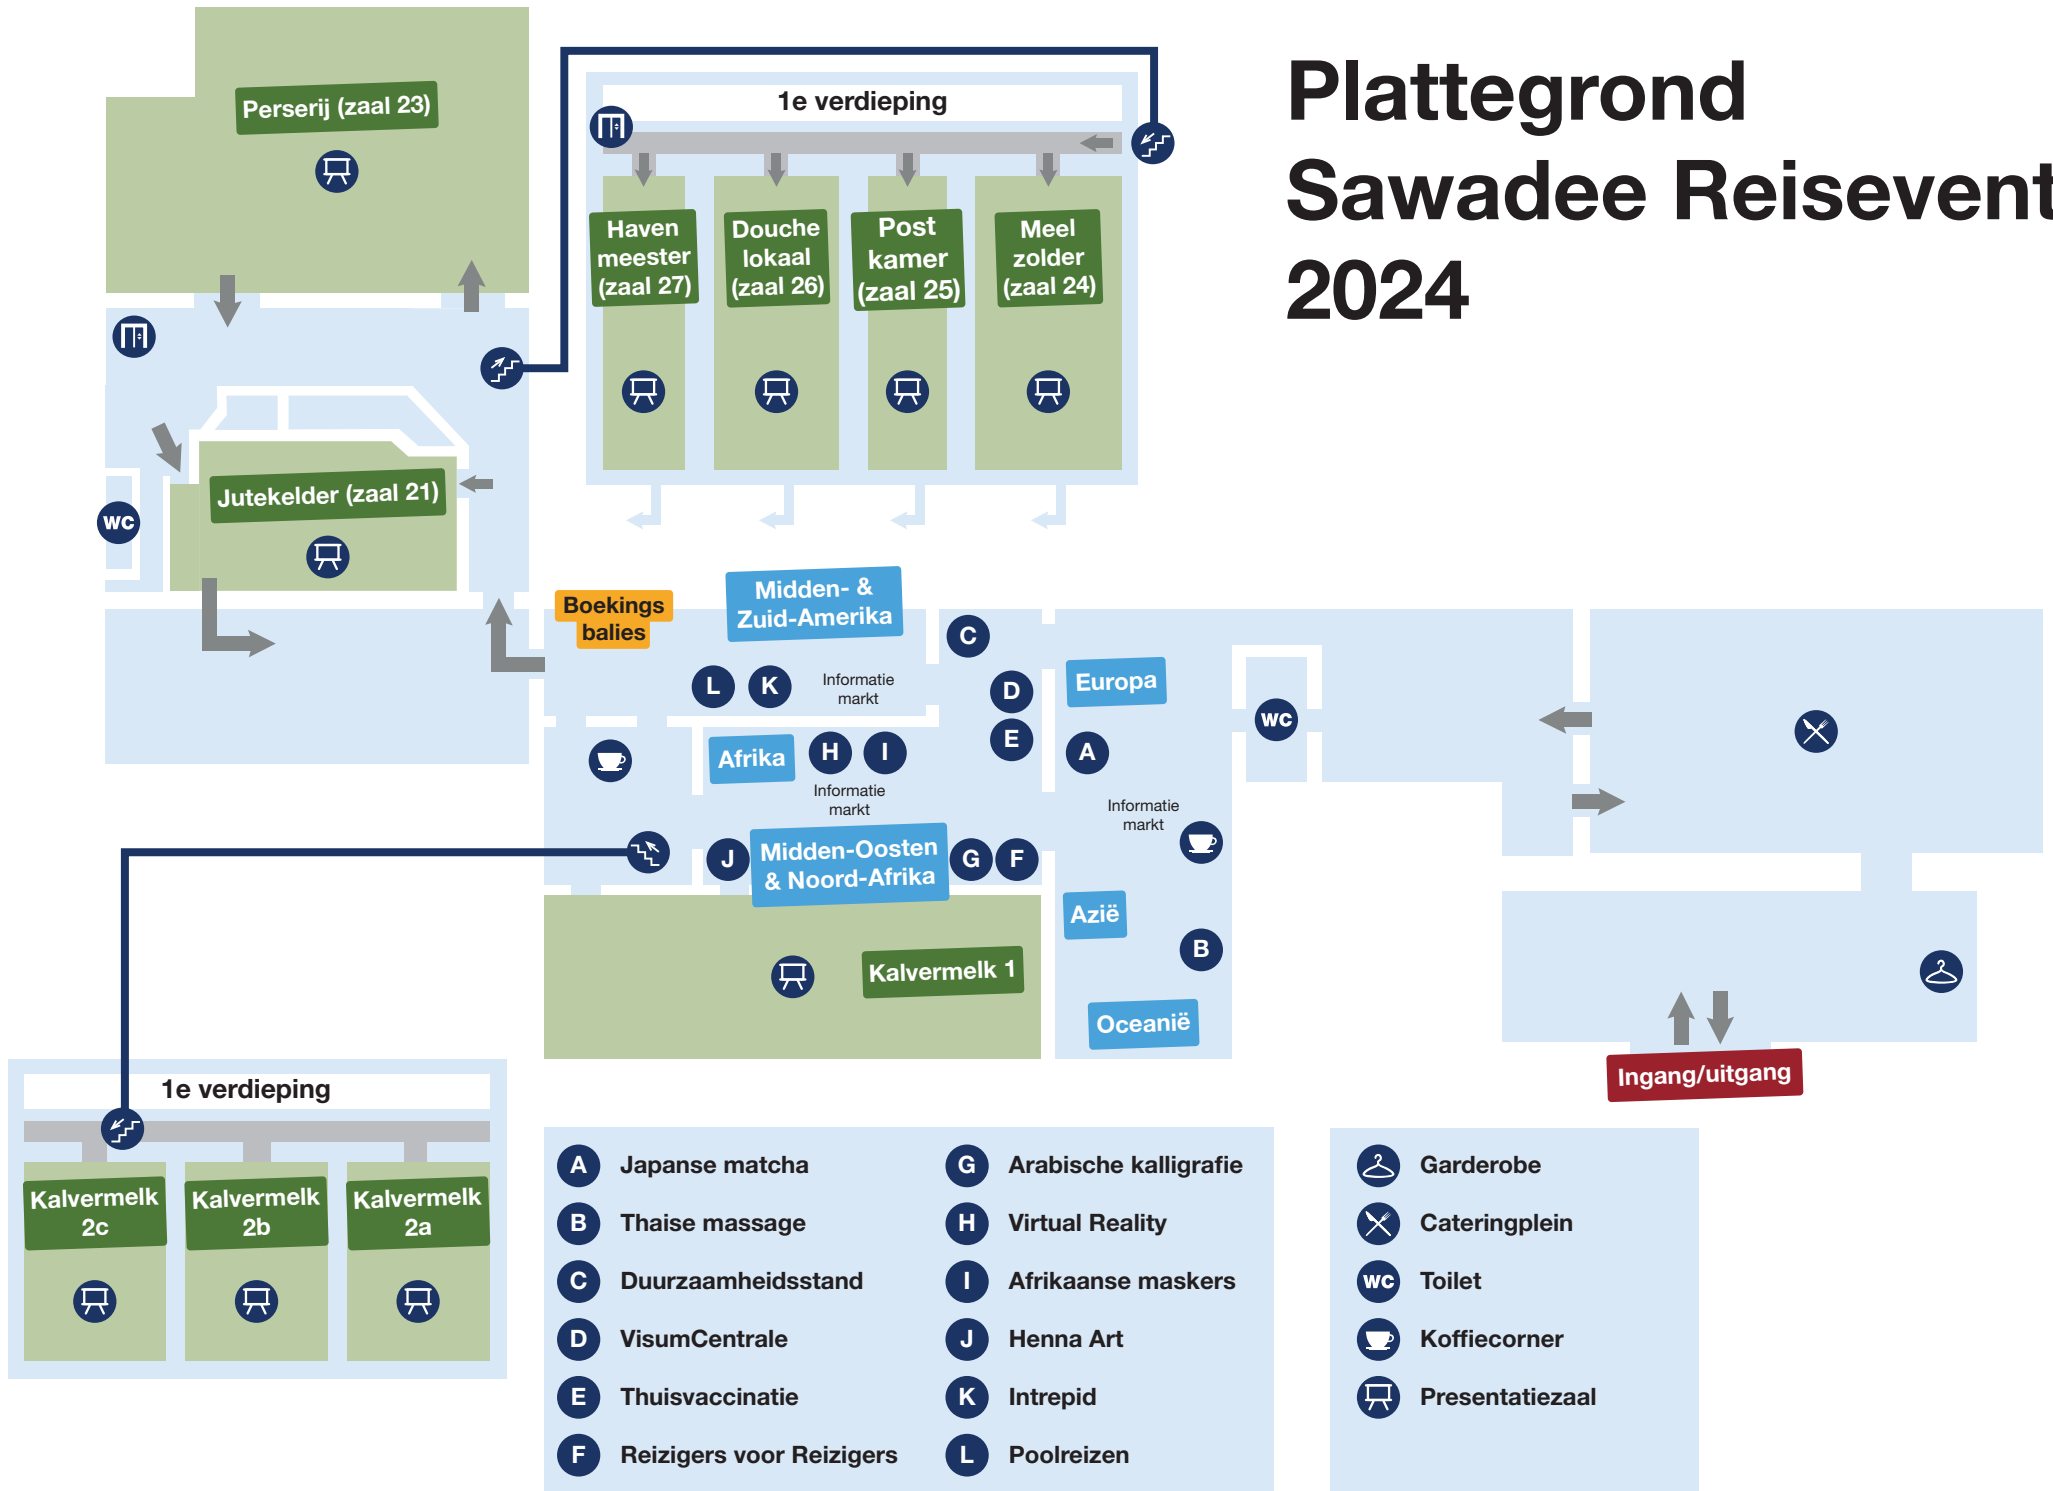 Plattegrond
Sawadee Reisevent
2024
Perserij (zaal 23)
1e verdieping
Haven
meester
(zaal 27)
Douche
lokaal
(zaal 26)
Post
kamer
(zaal 25)
Meel
zolder
(zaal 24)
Jutekelder (zaal 21)
WC
Boekings
balies
Midden- &
Zuid-Amerika
C
L
K
Informatie
markt
D
Europa
WC
E
A
Afrika
H
I
Informatie
markt
Informatie
markt
J
Midden-Oosten
& Noord-Afrika
G
F
Azië
B
Kalvermelk 1
Oceanië
Ingang/uitgang
1e verdieping
Kalvermelk
2c
Kalvermelk
2b
Kalvermelk
2a
A Japanse matcha
B Thaise massage
C Duurzaamheidsstand
D VisumCentrale
E Thuisvaccinatie
F Reizigers voor Reizigers
G Arabische kalligrafie
H Virtual Reality
I Afrikaanse maskers
J Henna Art
K Intrepid
L Poolreizen
Garderobe
Cateringplein
WC Toilet
Koffiecorner
Presentatiezaal